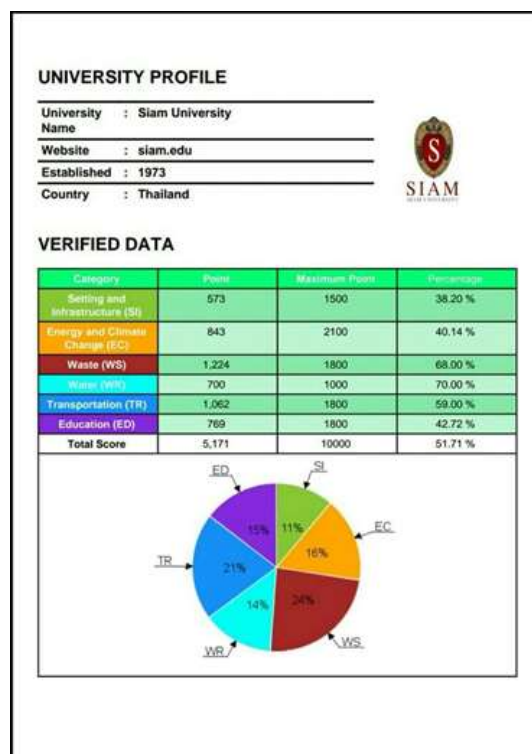 UNIVERSITY PROFILE
University Name : Siam University
Website : siam.edu
Established : 1973
Country : Thailand
S
SIAM
SIAM UNIVERSITY
VERIFIED DATA
Category Point Maximum Point Percentage
Setting and Infrastructure (SI) 573 1500 38.20 %
Energy and Climate Change (EC) 843 2100 40.14 %
Waste (WS) 1,224 1800 68.00 %
Water (WR) 700 1000 70.00 %
Transportation (TR) 1,062 1800 59.00 %
Education (ED) 769 1800 42.72 %
Total Score 5,171 10000 51.71 %
ED SI
15% 11%
EC
16%
TR
21%
14% 24%
WR WS